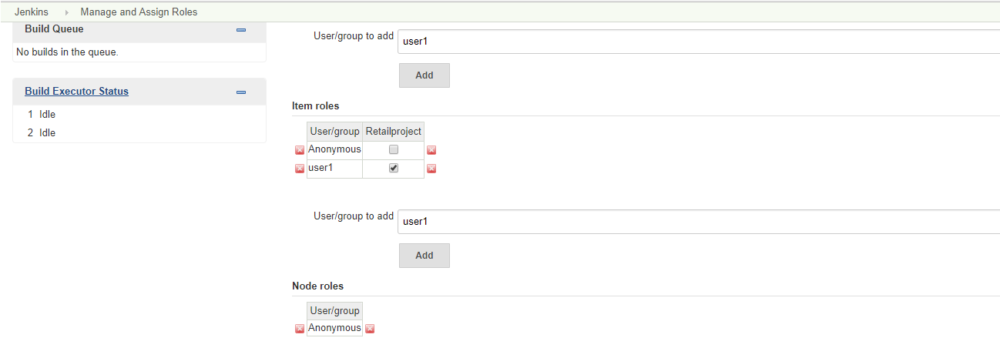 Jenkins Manage and Assign Roles
Build Queue
No builds in the queue.
Build Executor Status
1 Idle
2 Idle
User/group to add user1
Add
Item roles
User/group Retailproject
Anonymous
user1
User/group to add user1
Add
Node roles
User/group
Anonymous